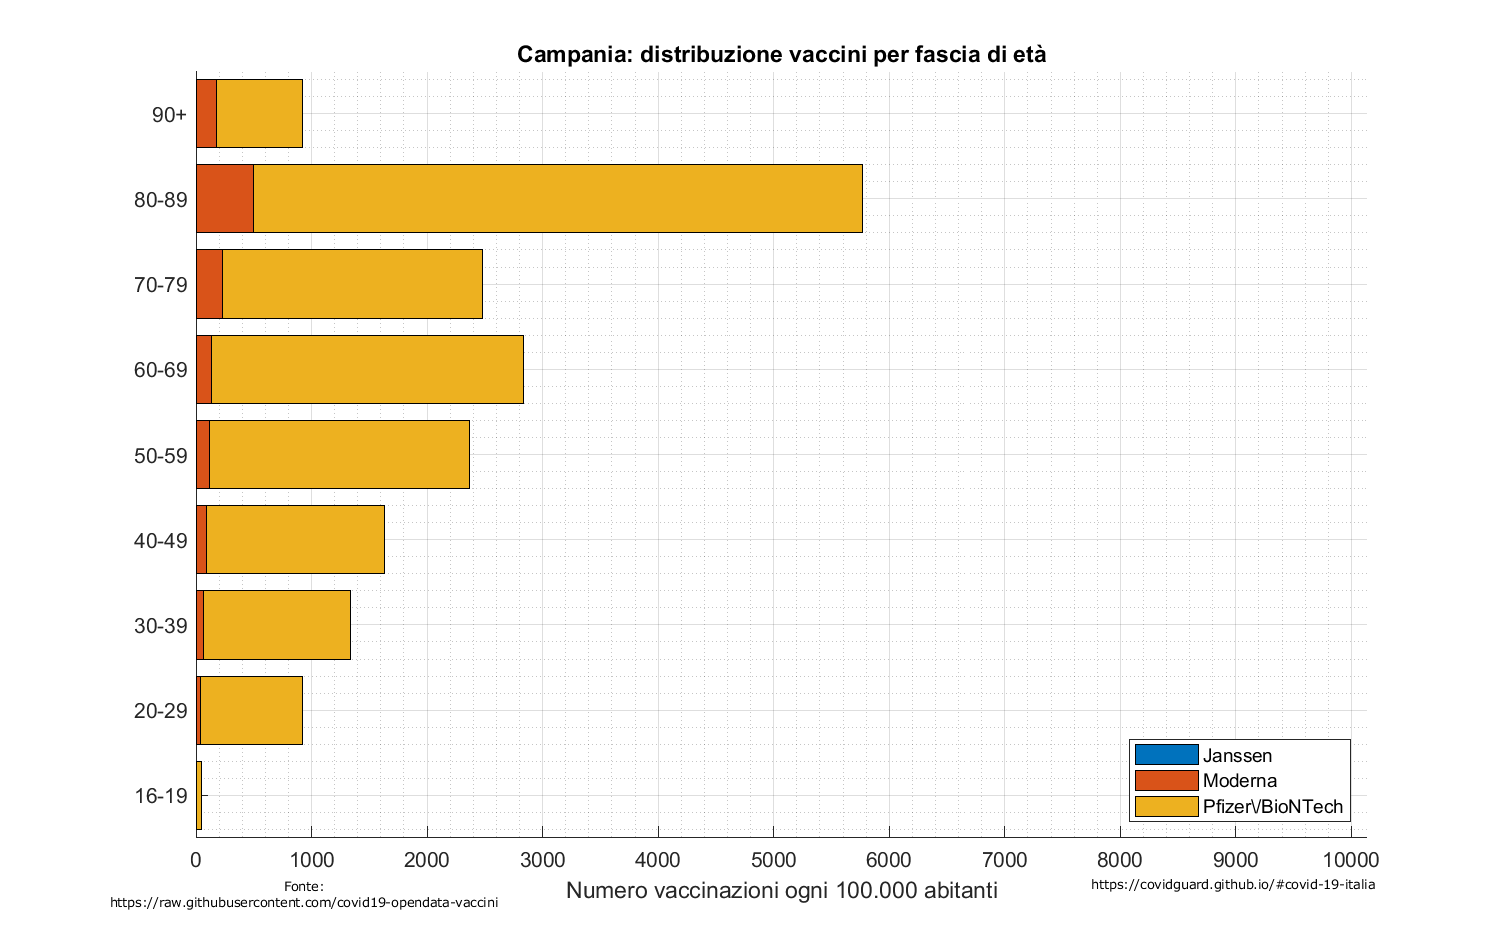 Campania: distribuzione vaccini per fascia di età
90+
80-89
70-79
60-69
50-59
40-49
30-39
20-29
16-19
Janssen
Moderna
Pfizer\/BioNTech
0 1000 2000 3000 4000 5000 6000 7000 8000 9000 10000
Numero vaccinazioni ogni 100.000 abitanti
Fonte:
https://raw.githubusercontent.com/covid19-opendata-vaccini
https://covidguard.github.io/#covid-19-italia